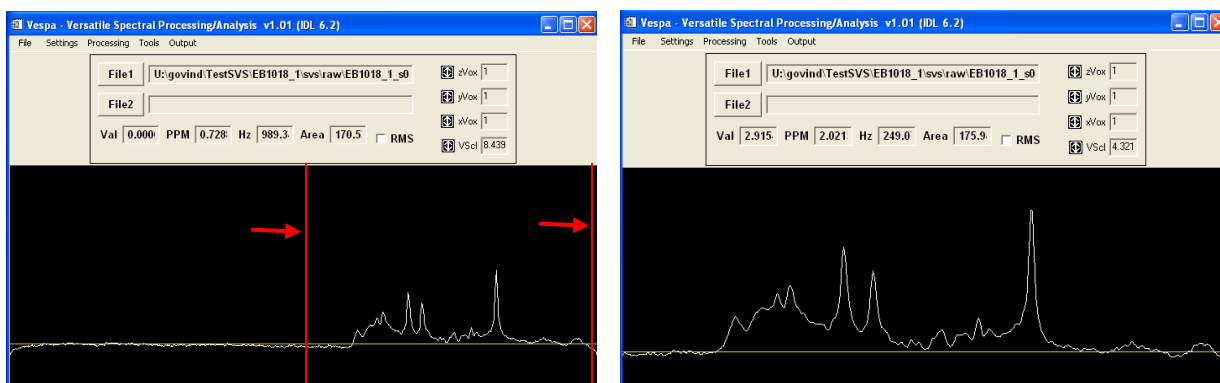 Vespa - Versatile Spectral Processing/Analysis v1.01 (IDL 6.2)
File Settings Processing Tools Output
File1 U:\govind\TestSVS\EB1018_1\svs\raw\EB1018_1_s0
zVox 1
File2
yVox 1
xVox 1
Val 0.000 PPM 0.728 Hz 989.3 Area 170.5 RMS
VScl 8.439
Vespa - Versatile Spectral Processing/Analysis v1.01 (IDL 6.2)
File Settings Processing Tools Output
File1 U:\govind\TestSVS\EB1018_1\svs\raw\EB1018_1_s0
zVox 1
File2
yVox 1
xVox 1
Val 2.915 PPM 2.021 Hz 249.0 Area 175.9 RMS
VScl 4.321